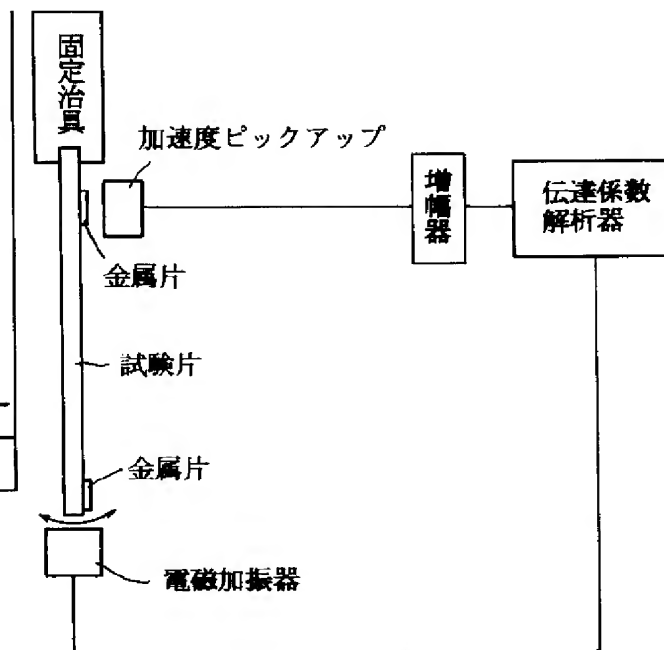 固定治具
加速度ピックアップ
増幅器
伝達係数
解析器
金属片
試験片
金属片
電磁加振器